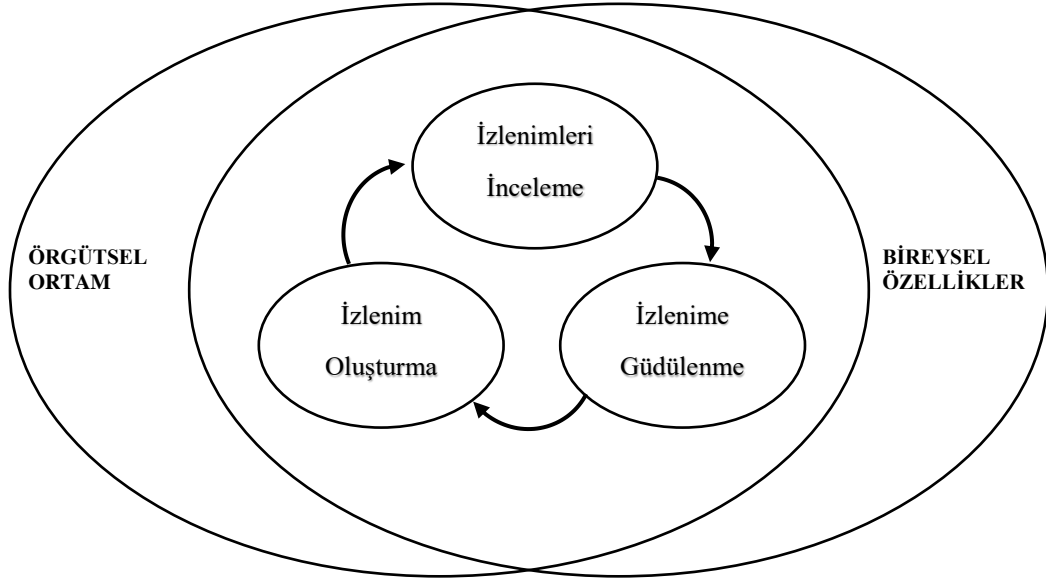 İzlenimleri
İnceleme
ÖRGÜTSEL
ORTAM
BİREYSEL
ÖZELLİKLER
İzlenim
Oluşturma
İzlenime
Güdülenme